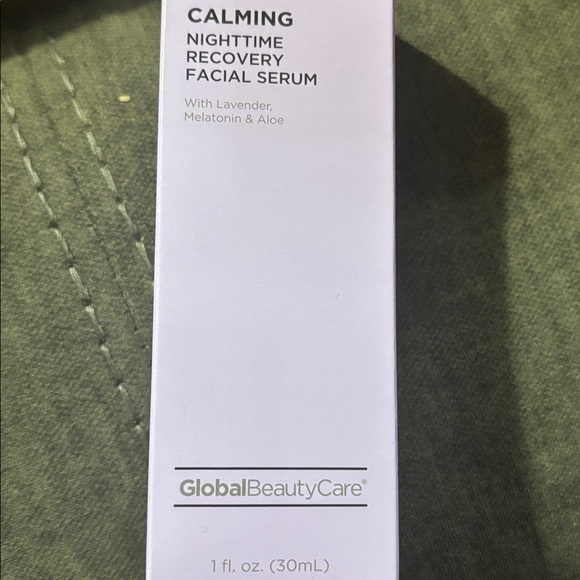 CALMING
NIGHTTIME
RECOVERY
FACIAL SERUM
With Lavender,
Melatonin & Aloe
GlobalBeautyCare®
1 fl. oz. (30mL)